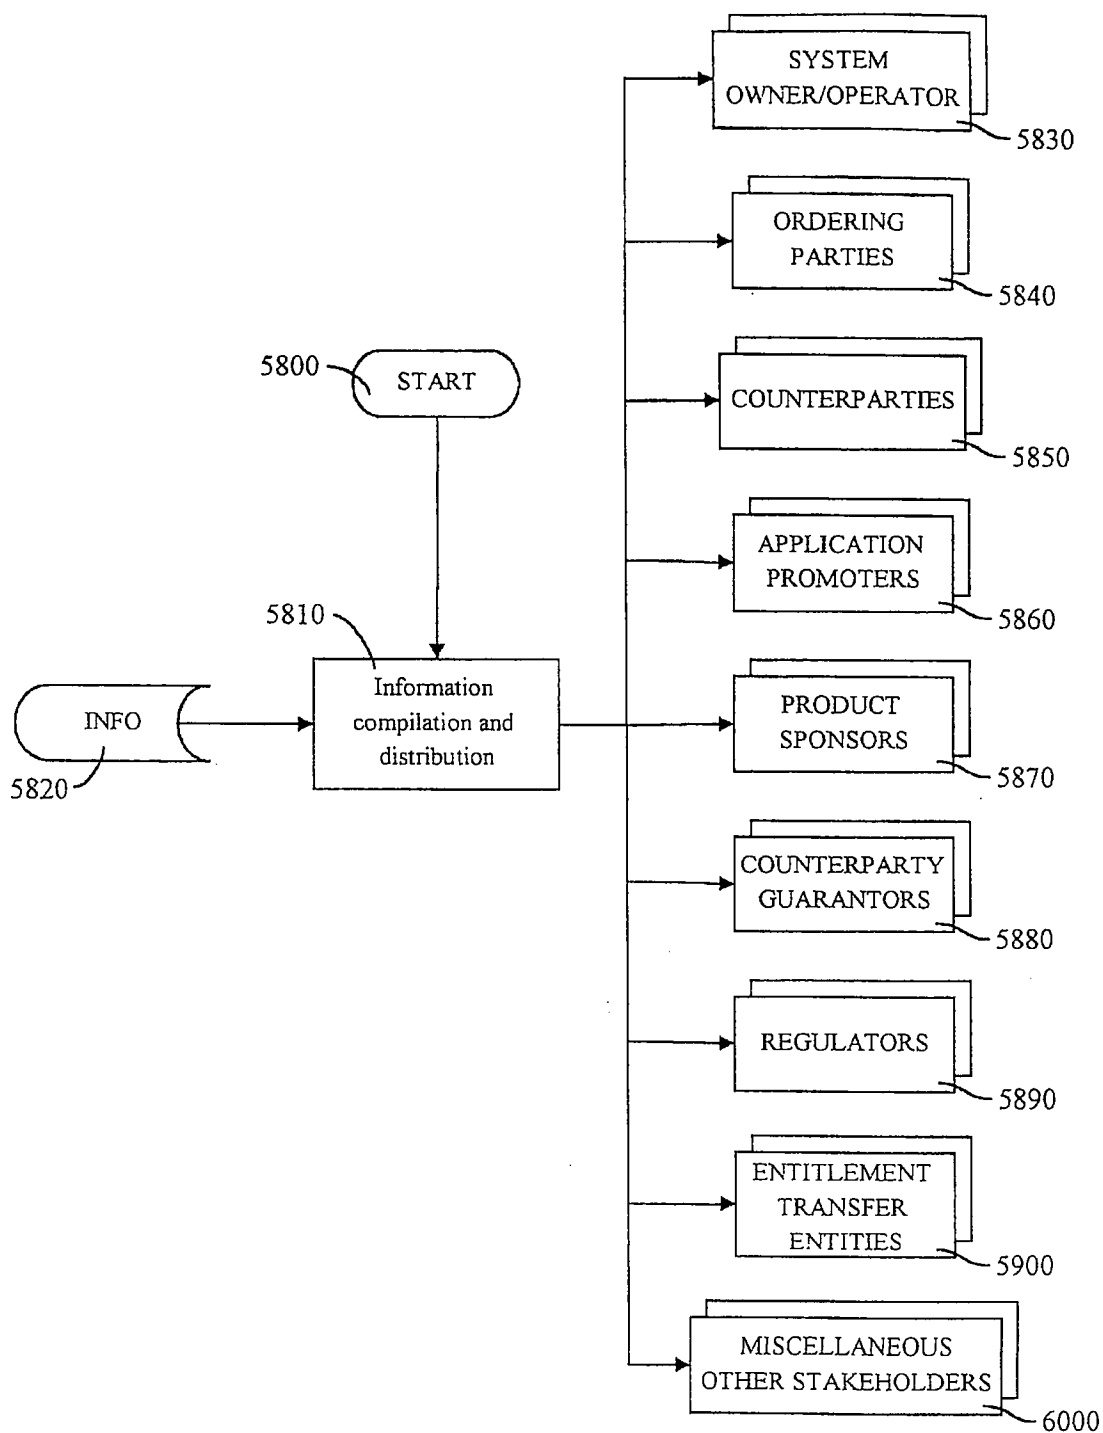 SYSTEM
OWNER/OPERATOR
5830
ORDERING
PARTIES
5840
5800
START
COUNTERPARTIES
5850
APPLICATION
PROMOTERS
5860
5810
Information
compilation and
distribution
INFO
5820
PRODUCT
SPONSORS
5870
COUNTERPARTY
GUARANTORS
5880
REGULATORS
5890
ENTITLEMENT
TRANSFER
ENTITIES
5900
MISCELLANEOUS
OTHER STAKEHOLDERS
6000